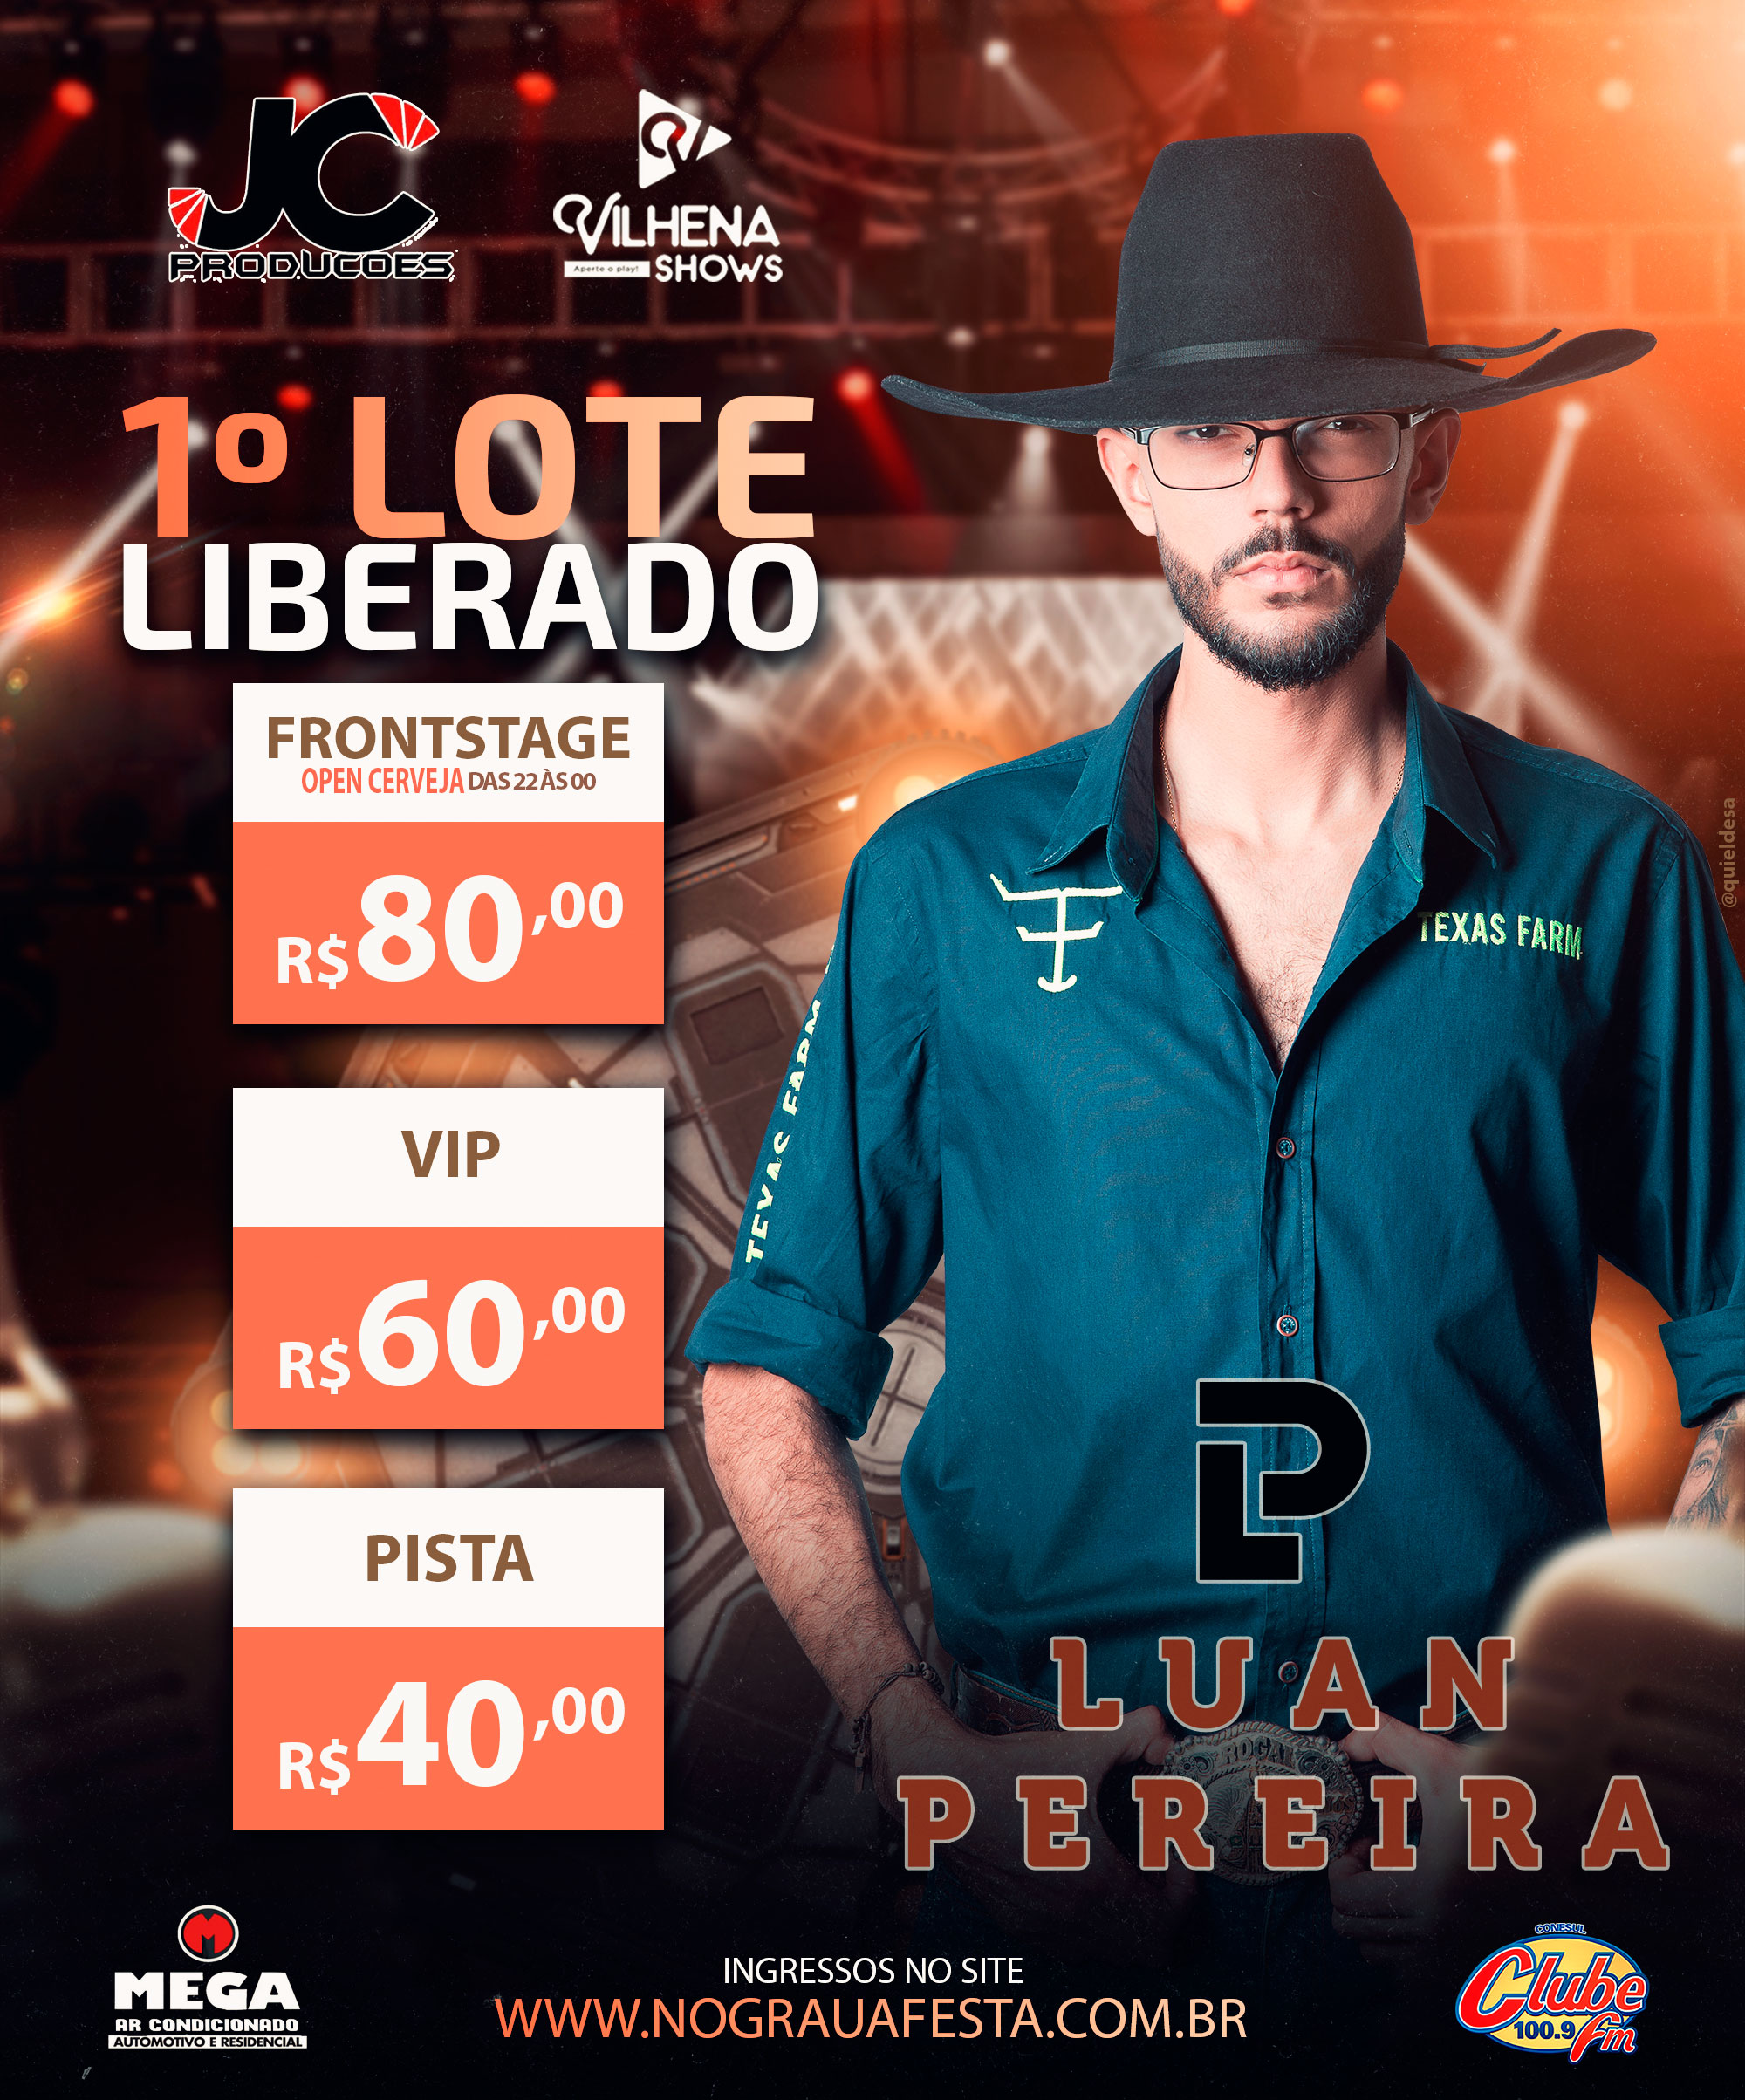 JC
PRODUCOES
VILHENA
Aperte o play!
SHOWS
1º LOTE
LIBERADO
FRONTSTAGE
OPEN CERVEJA DAS 22 ÀS 00
R$80,00
VIP
R$60,00
PISTA
R$40,00
TEXAS FARM
TEXAS FARM
@quieldesa
LP
LUAN
PEREIRA
M
MEGA
AR CONDICIONADO
AUTOMOTIVO E RESIDENCIAL
INGRESSOS NO SITE
WWW.NOGRAUAFESTA.COM.BR
CONESUL
Clube
100.9 fm